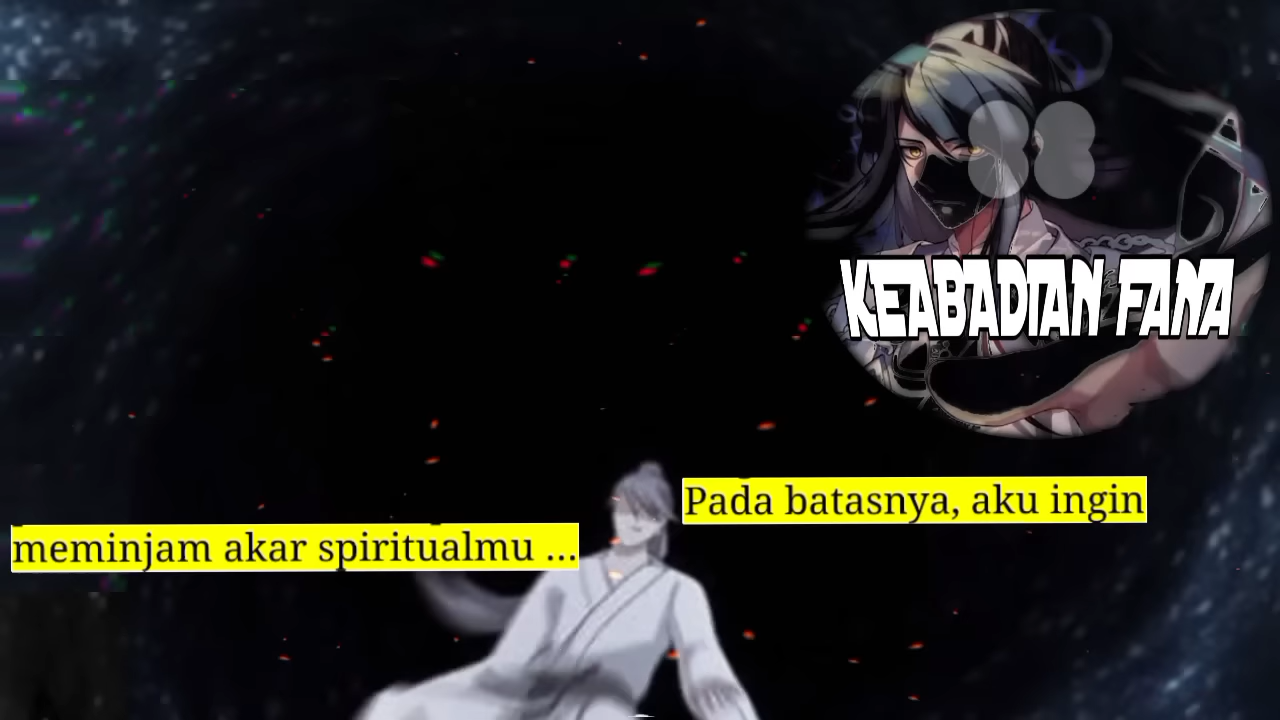 KEABADIAN FANA
Pada batasnya, aku ingin
meminjam akar spiritualmu ...